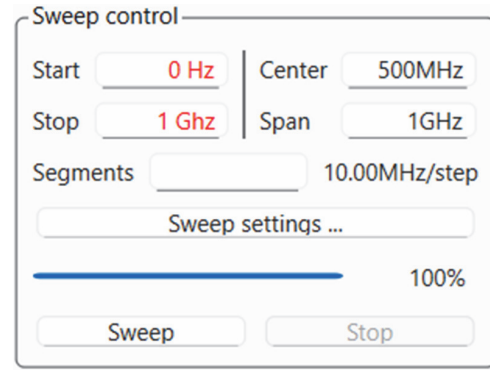 Sweep control
Start 0 Hz Center 500MHz
Stop 1 Ghz Span 1GHz
Segments 10.00MHz/step
Sweep settings ...
100%
Sweep Stop